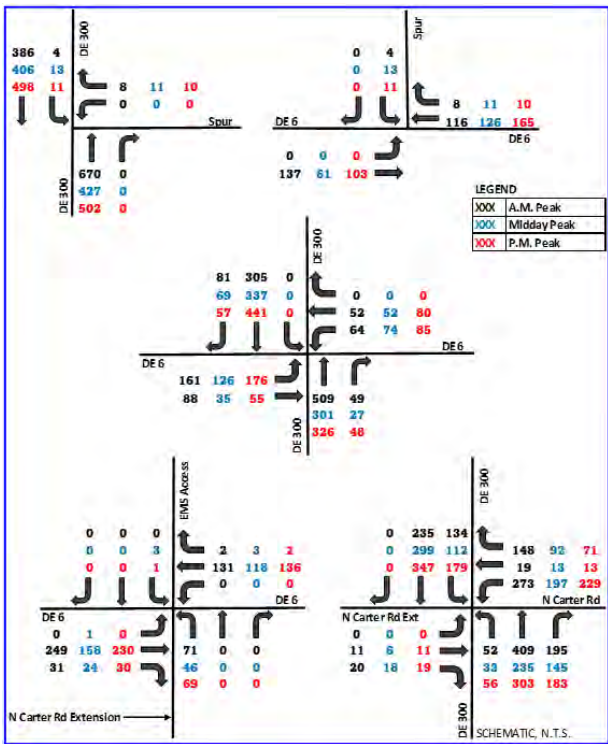 386 4
406 13
498 11
DE 300
8 11 10
0 0 0
Spur
670 0
427 0
502 0
DE 300
0 4
0 13
0 11
Spur
8 11 10
116 126 165
DE 6
DE 6
0 0 0
137 61 103
LEGEND
XXX A.M. Peak
XXX Midday Peak
XXX P.M. Peak
81 305 0
69 337 0
57 441 0
DE 300
0 0 0
52 52 80
64 74 85
DE 6
DE 6
161 126 176
88 35 55
509 49
301 27
326 48
DE 300
0 0 0
0 0 3
0 0 1
EMS Access
2 3 2
131 118 136
0 0 0
DE 6
DE 6
0 1 0
249 158 230
31 24 30
71 0 0
46 0 0
69 0 0
N Carter Rd Extension
0 235 134
0 299 112
0 347 179
DE 300
148 92 71
19 13 13
273 197 229
N Carter Rd
N Carter Rd Ext
0 0 0
11 6 11
20 18 19
52 409 195
33 235 145
56 303 183
DE 300
SCHEMATIC, N.T.S.